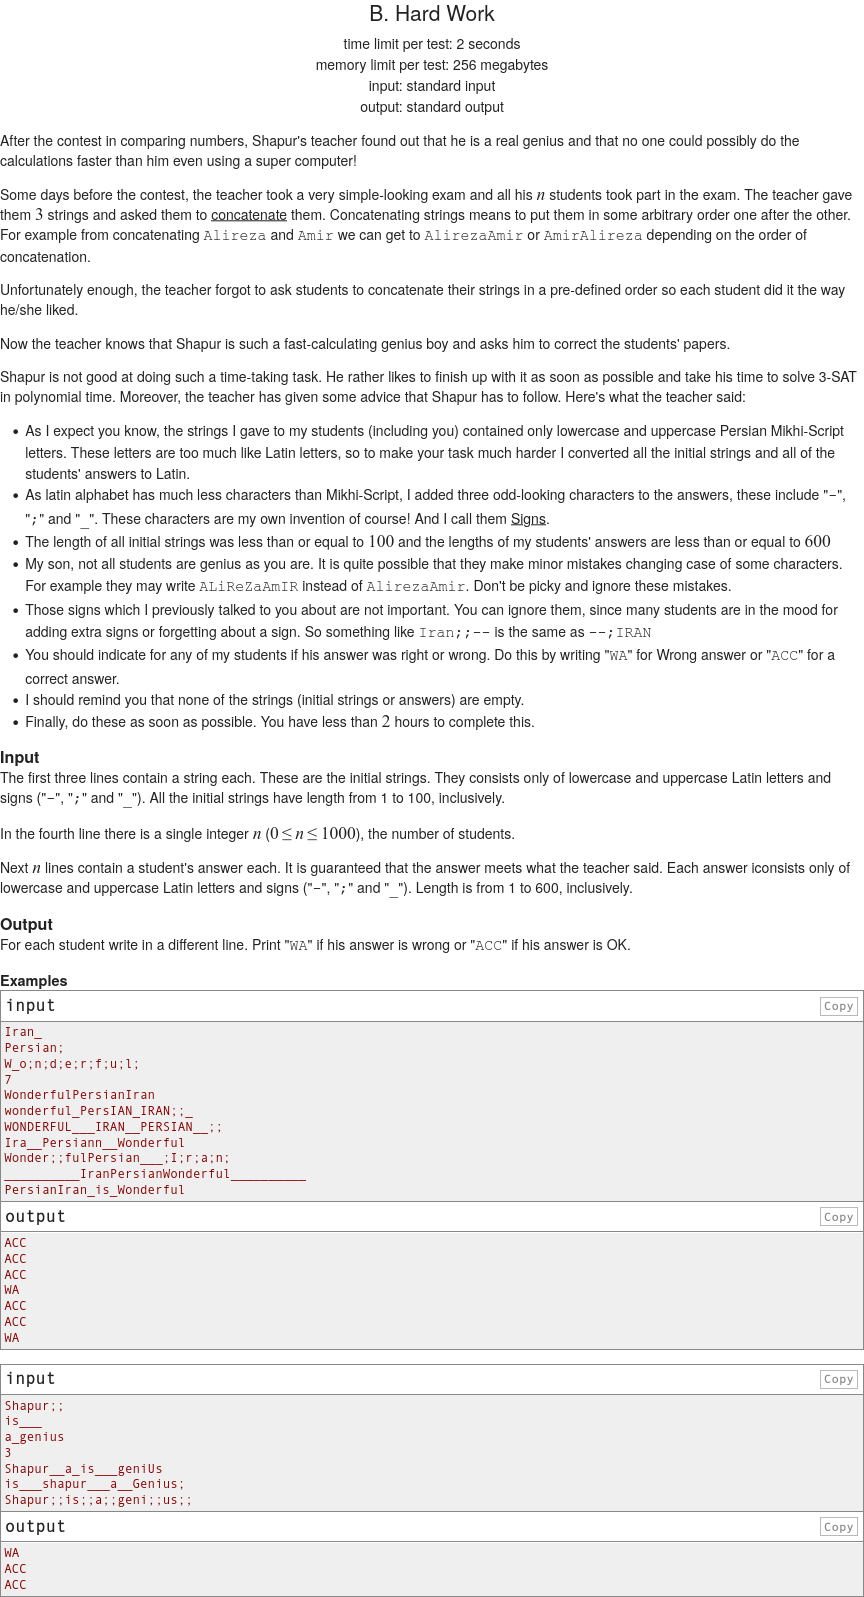 B. Hard Work
time limit per test: 2 seconds
memory limit per test: 256 megabytes
input: standard input
output: standard output
After the contest in comparing numbers, Shapur's teacher found out that he is a real genius and that no one could possibly do the
calculations faster than him even using a super computer!
Some days before the contest, the teacher took a very simple-looking exam and all his n students took part in the exam. The teacher gave
them 3 strings and asked them to concatenate them. Concatenating strings means to put them in some arbitrary order one after the other.
For example from concatenating Alireza and Amir we can get to AlirezaAmir or AmirAlireza depending on the order of
concatenation.
Unfortunately enough, the teacher forgot to ask students to concatenate their strings in a pre-defined order so each student did it the way
he/she liked.
Now the teacher knows that Shapur is such a fast-calculating genius boy and asks him to correct the students' papers.
Shapur is not good at doing such a time-taking task. He rather likes to finish up with it as soon as possible and take his time to solve 3-SAT
in polynomial time. Moreover, the teacher has given some advice that Shapur has to follow. Here's what the teacher said:
• As I expect you know, the strings I gave to my students (including you) contained only lowercase and uppercase Persian Mikhi-Script
letters. These letters are too much like Latin letters, so to make your task much harder I converted all the initial strings and all of the
students' answers to Latin.
• As latin alphabet has much less characters than Mikhi-Script, I added three odd-looking characters to the answers, these include "-",
";" and "_". These characters are my own invention of course! And I call them Signs.
• The length of all initial strings was less than or equal to 100 and the lengths of my students' answers are less than or equal to 600
• My son, not all students are genius as you are. It is quite possible that they make minor mistakes changing case of some characters.
For example they may write ALiReZaAmIR instead of AlirezaAmir. Don't be picky and ignore these mistakes.
• Those signs which I previously talked to you about are not important. You can ignore them, since many students are in the mood for
adding extra signs or forgetting about a sign. So something like Iran;;-- is the same as --;IRAN
• You should indicate for any of my students if his answer was right or wrong. Do this by writing "WA" for Wrong answer or "ACC" for a
correct answer.
• I should remind you that none of the strings (initial strings or answers) are empty.
• Finally, do these as soon as possible. You have less than 2 hours to complete this.
Input
The first three lines contain a string each. These are the initial strings. They consists only of lowercase and uppercase Latin letters and
signs ("-", ";" and "_"). All the initial strings have length from 1 to 100, inclusively.
In the fourth line there is a single integer n (0 ≤ n ≤ 1000), the number of students.
Next n lines contain a student's answer each. It is guaranteed that the answer meets what the teacher said. Each answer iconsists only of
lowercase and uppercase Latin letters and signs ("-", ";" and "_"). Length is from 1 to 600, inclusively.
Output
For each student write in a different line. Print "WA" if his answer is wrong or "ACC" if his answer is OK.
Examples
input Copy
Iran_
Persian;
W_o;n;d;e;r;f;u;l;
7
WonderfulPersianIran
wonderful_PersIAN_IRAN;;_
WONDERFUL___IRAN__PERSIAN__;;
Ira__Persiann__Wonderful
Wonder;;fulPersian___;I;r;a;n;
__________IranPersianWonderful__________
PersianIran_is_Wonderful
output Copy
ACC
ACC
ACC
WA
ACC
ACC
WA
input Copy
Shapur;;
is___
a_genius
3
Shapur__a_is___geniUs
is___shapur___a__Genius;
Shapur;;is;;a;;geni;;us;;
output Copy
WA
ACC
ACC